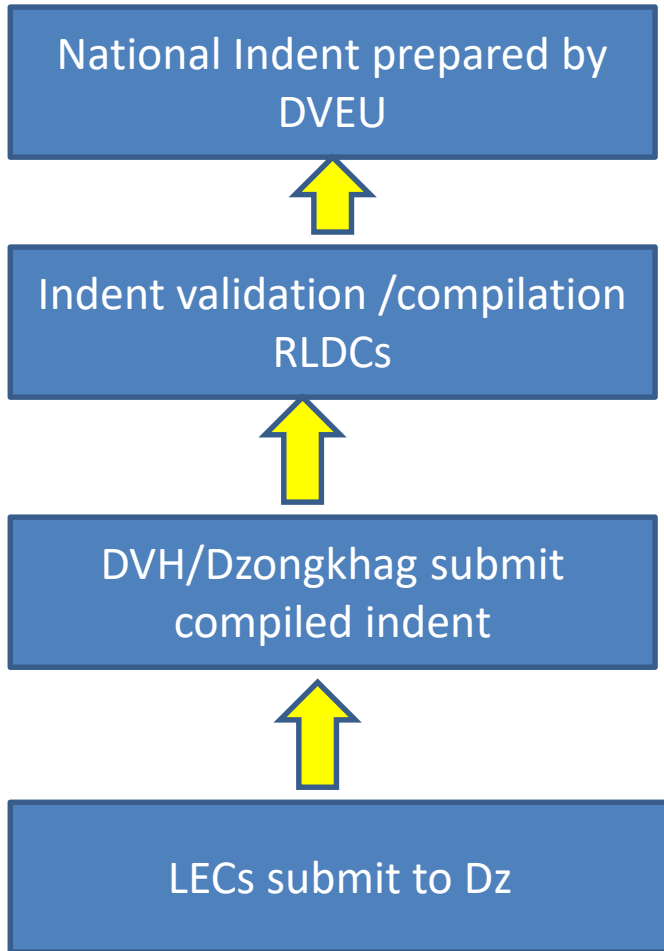 National Indent prepared by
DVEU
Indent validation /compilation
RLDCs
DVH/Dzongkhag submit
compiled indent
LECs submit to Dz